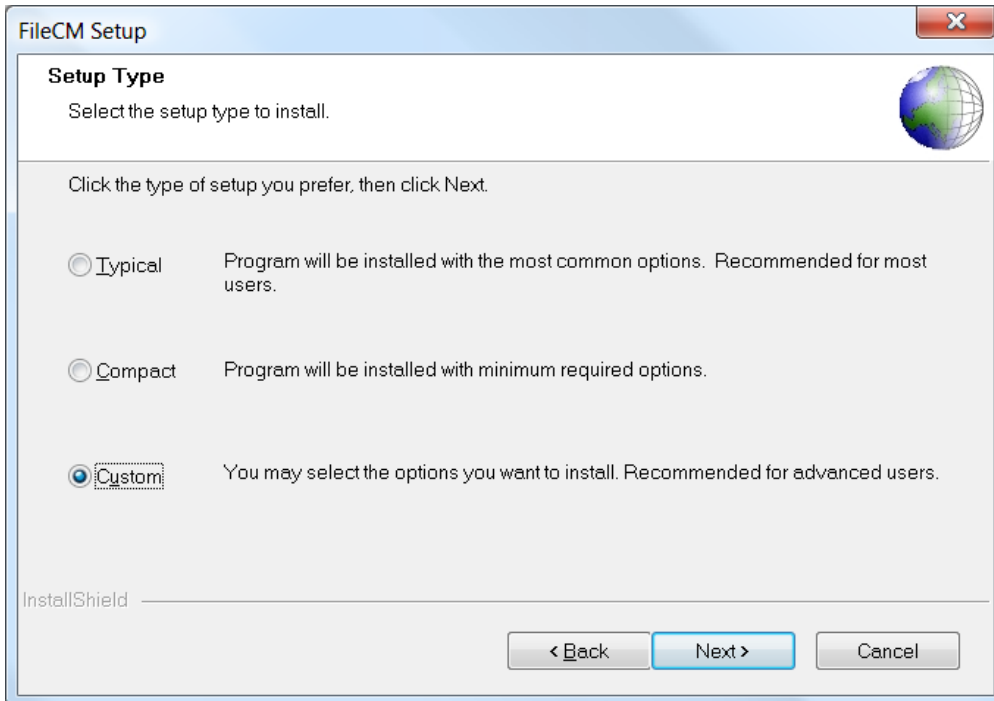 FileCM Setup
Setup Type
Select the setup type to install.
Click the type of setup you prefer, then click Next.
Typical Program will be installed with the most common options. Recommended for most
users.
Compact Program will be installed with minimum required options.
Custom You may select the options you want to install. Recommended for advanced users.
InstallShield
< Back Next > Cancel